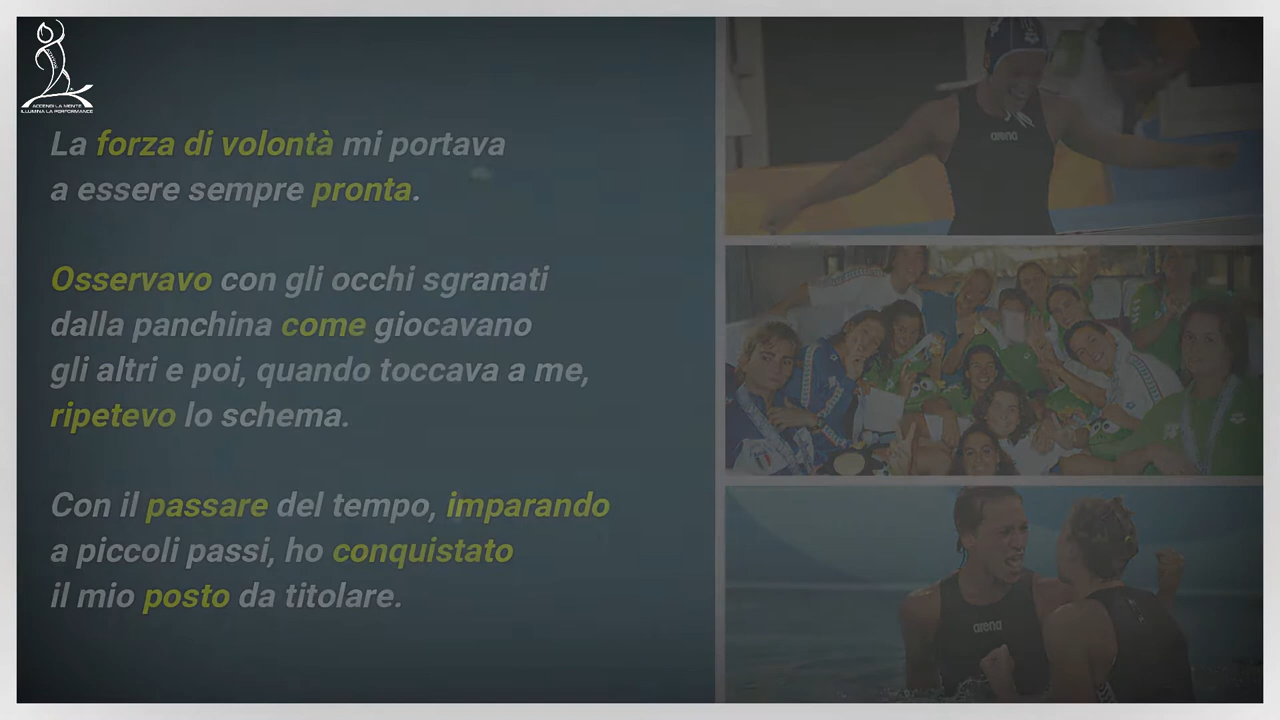 ACCENDI LA MENTE
ILLUMINA LA PERFORMANCE
La forza di volontà mi portava
a essere sempre pronta.
Osservavo con gli occhi sgranati
dalla panchina come giocavano
gli altri e poi, quando toccava a me,
ripetevo lo schema.
Con il passare del tempo, imparando
a piccoli passi, ho conquistato
il mio posto da titolare.
arena
arena